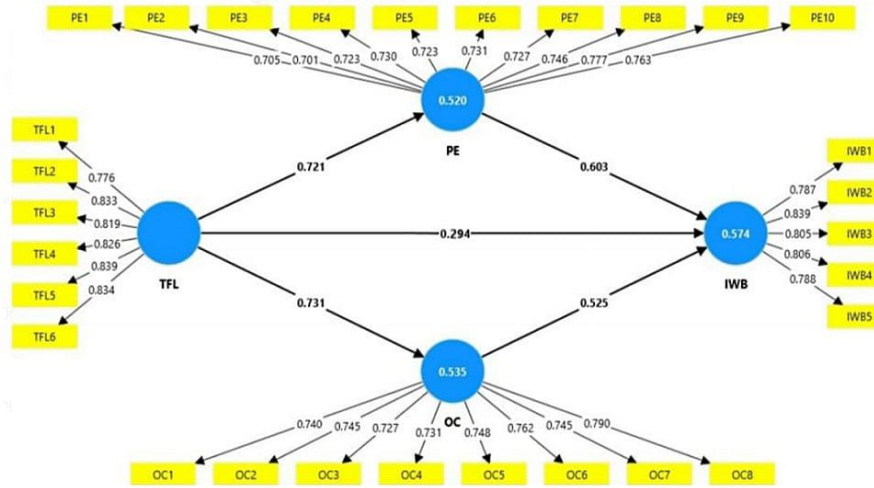 PE1 PE2 PE3 PE4 PE5 PE6 PE7 PE8 PE9 PE10
0.705 0.701 0.723 0.730 0.723 0.731 0.727 0.746 0.777 0.763
0.520
PE
TFL1
TFL2
TFL3
TFL4
TFL5
TFL6
0.776
0.833
0.819
0.826
0.839
0.834
TFL
0.721
0.603
0.294
0.731
0.525
0.574
IWB
0.787
0.839
0.805
0.806
0.788
IWB1
IWB2
IWB3
IWB4
IWB5
0.535
OC
0.740 0.745 0.727 0.731 0.748 0.762 0.745 0.790
OC1 OC2 OC3 OC4 OC5 OC6 OC7 OC8